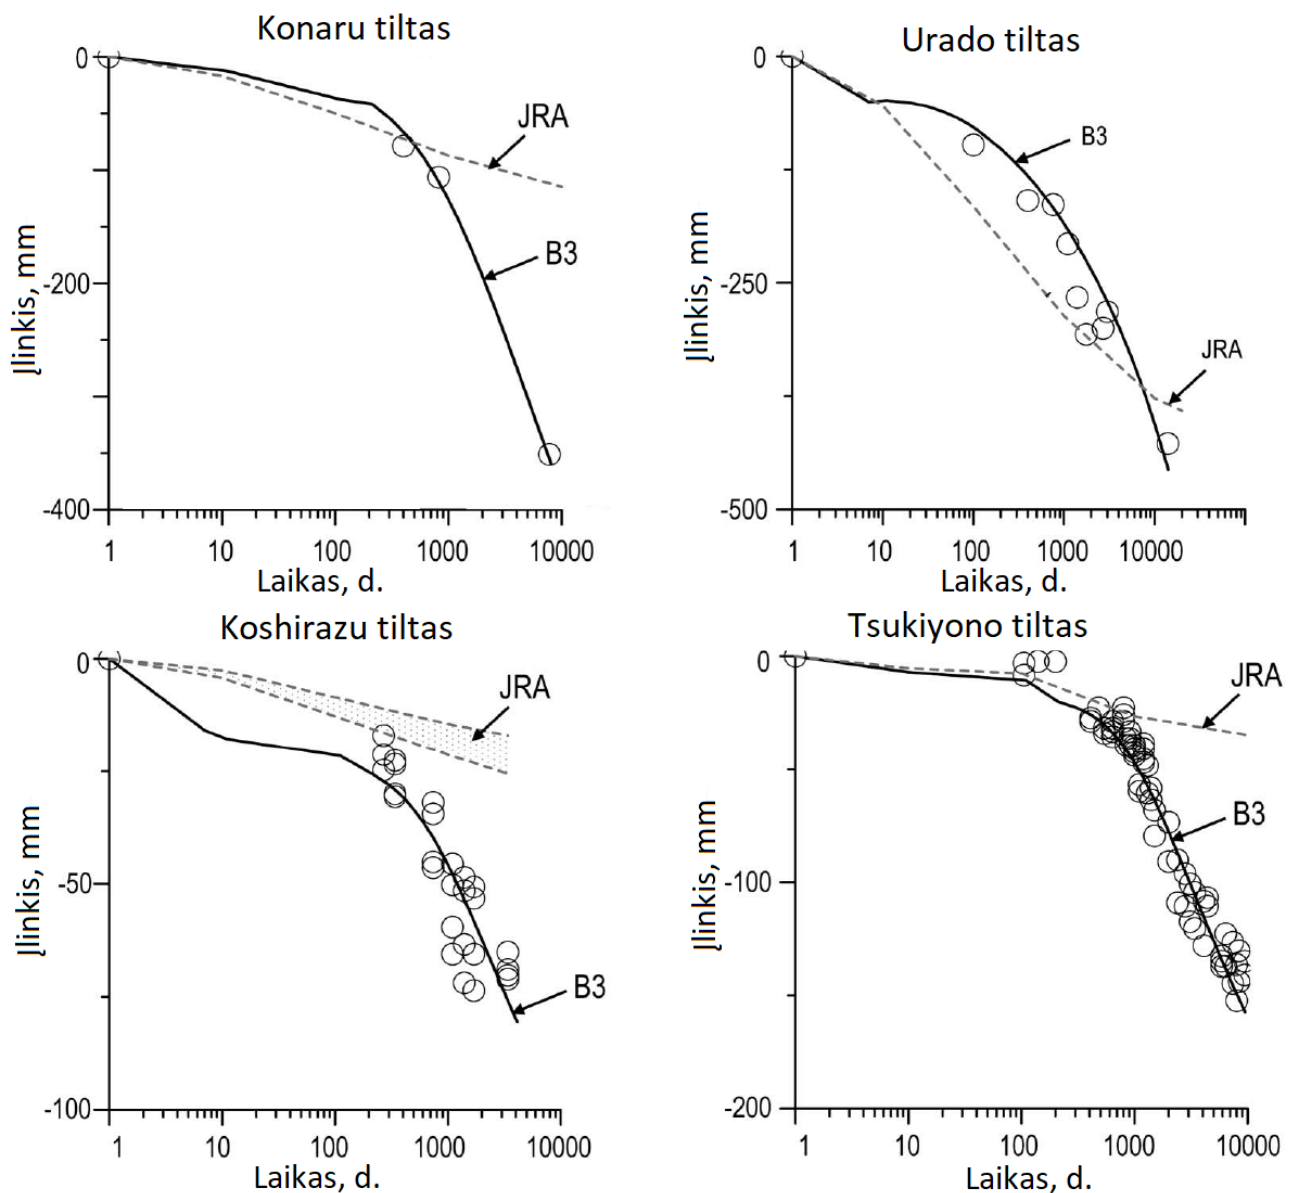 Konaru tiltas
0
-200
-400
Įlinkis, mm
JRA
B3
1 10 100 1000 10000
Laikas, d.
Urado tiltas
0
-250
-500
Įlinkis, mm
B3
JRA
1 10 100 1000 10000
Laikas, d.
Koshirazu tiltas
0
-50
-100
Įlinkis, mm
JRA
B3
1 10 100 1000 10000
Laikas, d.
Tsukiyono tiltas
0
-100
-200
Įlinkis, mm
JRA
B3
1 10 100 1000 10000
Laikas, d.